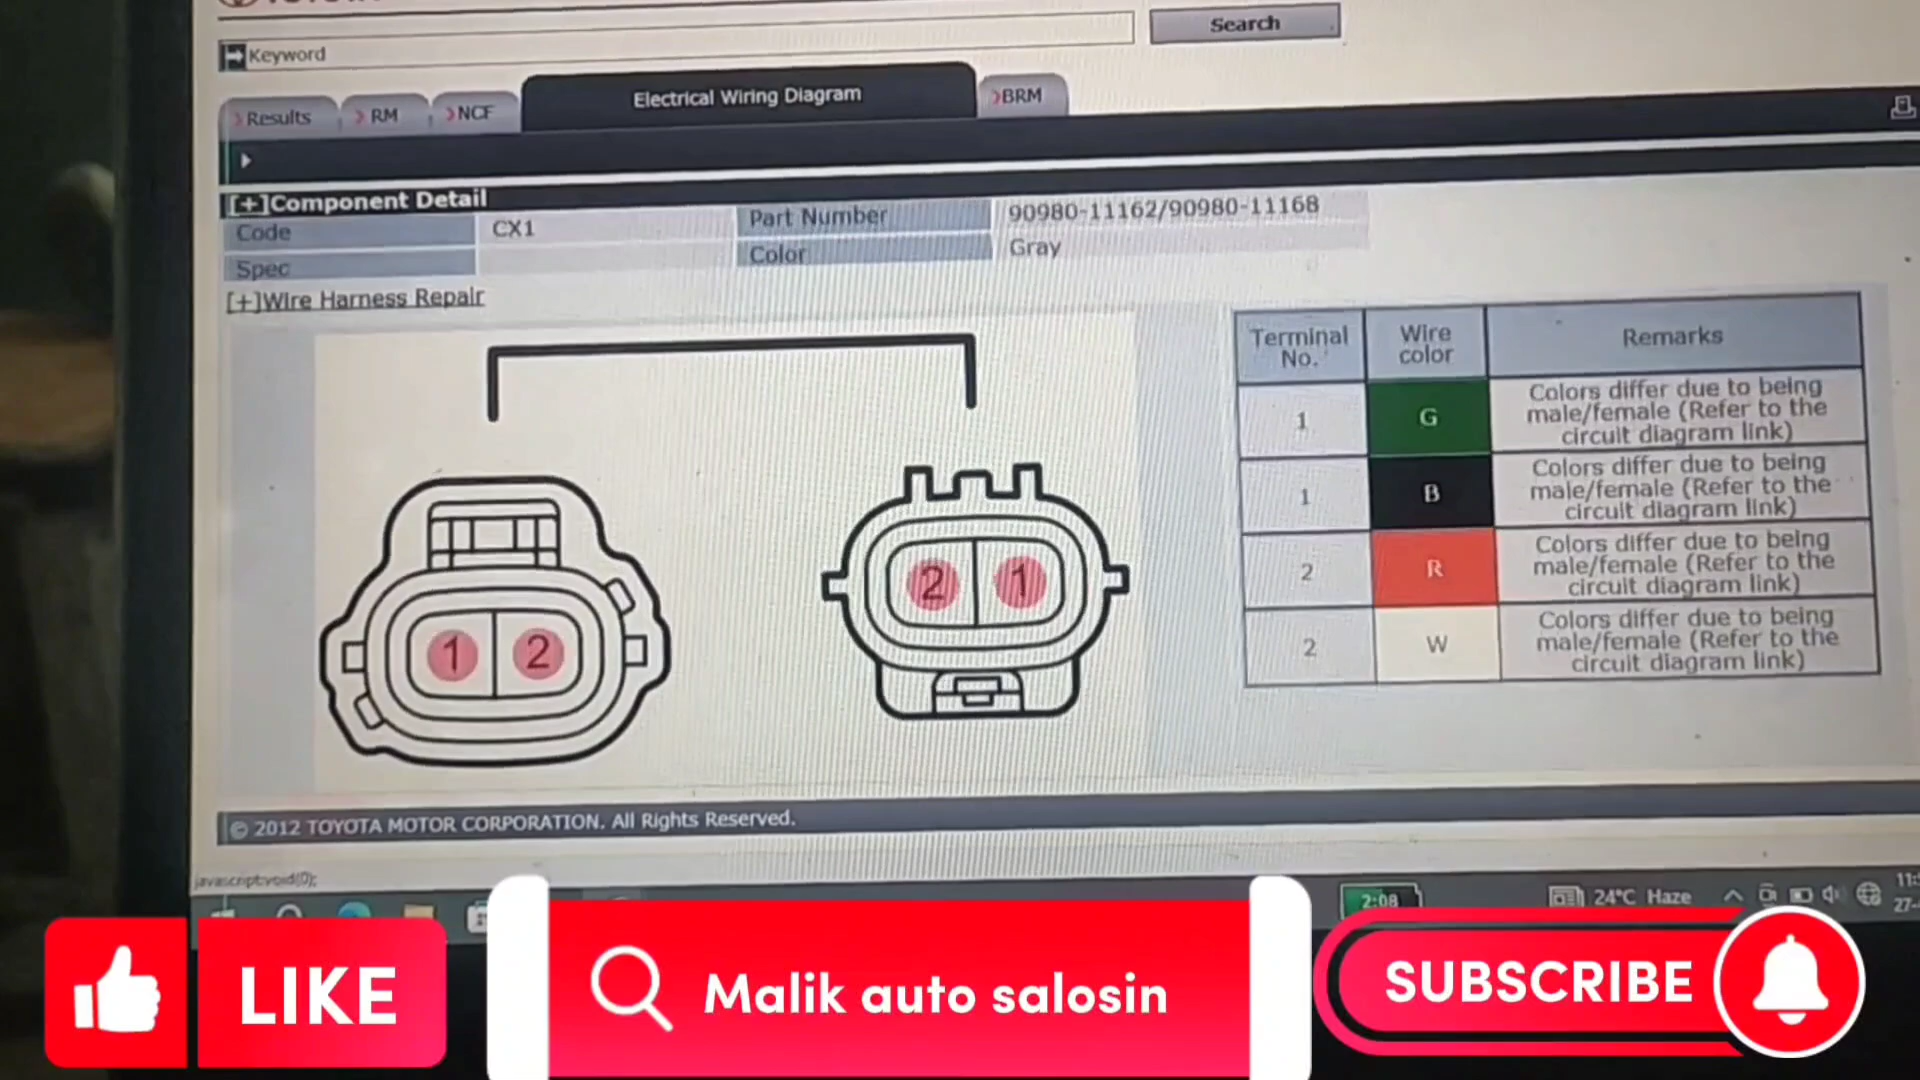 Keyword
Search
Results
RM
NCF
Electrical Wiring Diagram
BRM
[+]Component Detail
Code
CX1
Part Number
90980-11162/90980-11168
Spec
Color
Gray
[+]Wire Harness Repair
Terminal No.
Wire color
Remarks
1
G
Colors differ due to being
male/female (Refer to the
circuit diagram link)
1
B
Colors differ due to being
male/female (Refer to the
circuit diagram link)
2
R
Colors differ due to being
male/female (Refer to the
circuit diagram link)
2
W
Colors differ due to being
male/female (Refer to the
circuit diagram link)
1 2
2 1
© 2012 TOYOTA MOTOR CORPORATION. All Rights Reserved.
javascript:void(0);
2:08
24°C Haze
LIKE
Malik auto salosin
SUBSCRIBE